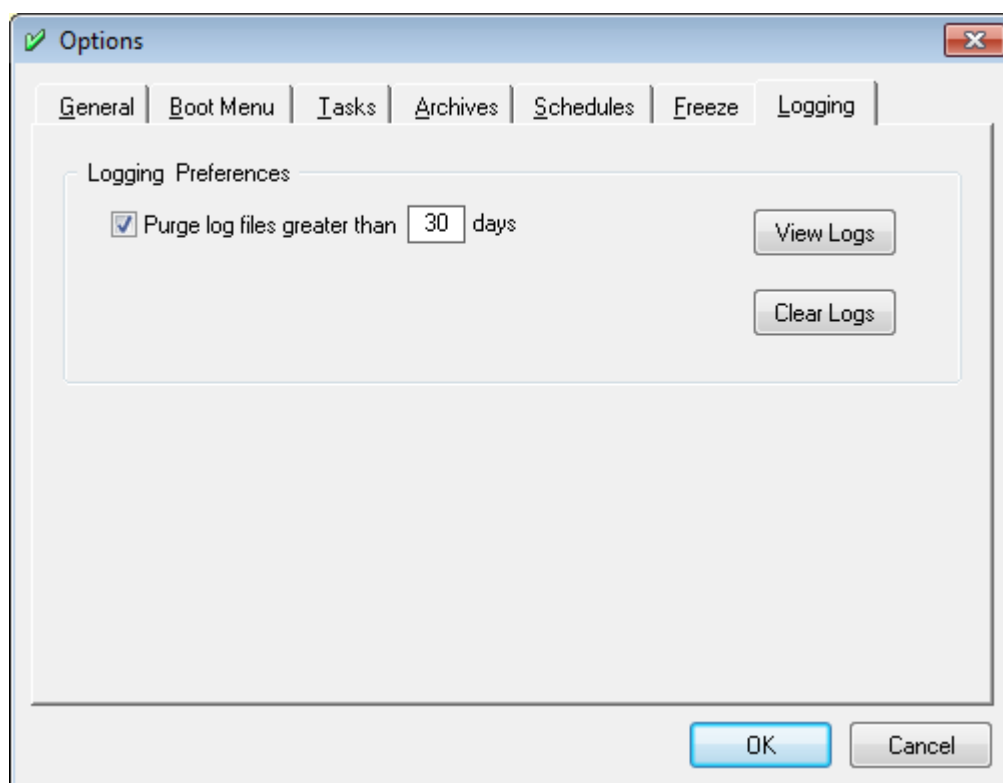 Options
General Boot Menu Tasks Archives Schedules Freeze Logging
Logging Preferences
Purge log files greater than 30 days
View Logs
Clear Logs
OK Cancel